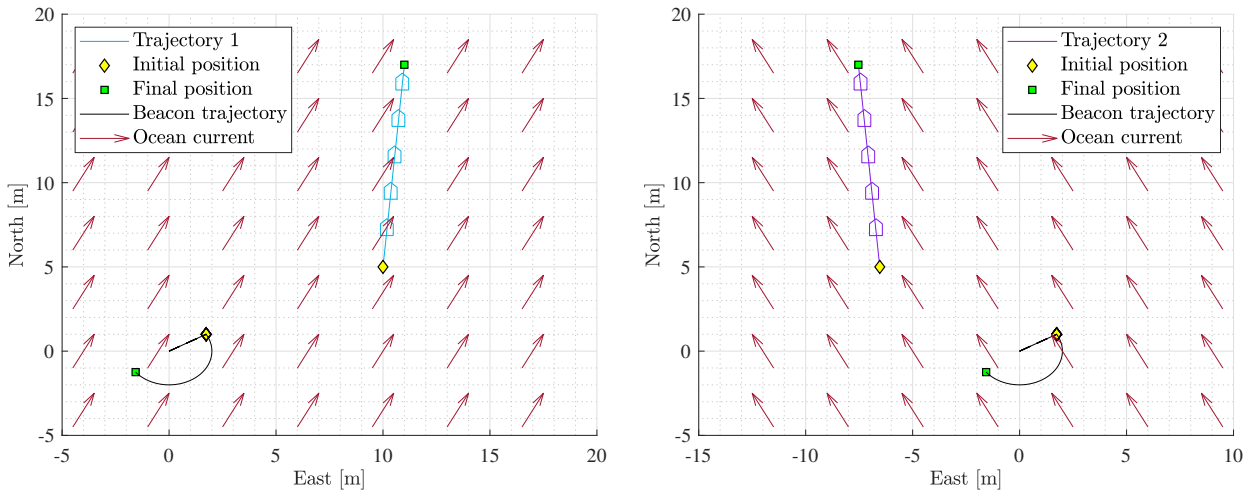 20
15
10
5
0
-5
North [m]
Trajectory 1
Initial position
Final position
Beacon trajectory
Ocean current
-5
0
5
10
15
20
East [m]
20
15
10
5
0
-5
North [m]
Trajectory 2
Initial position
Final position
Beacon trajectory
Ocean current
-15
-10
-5
0
5
10
East [m]